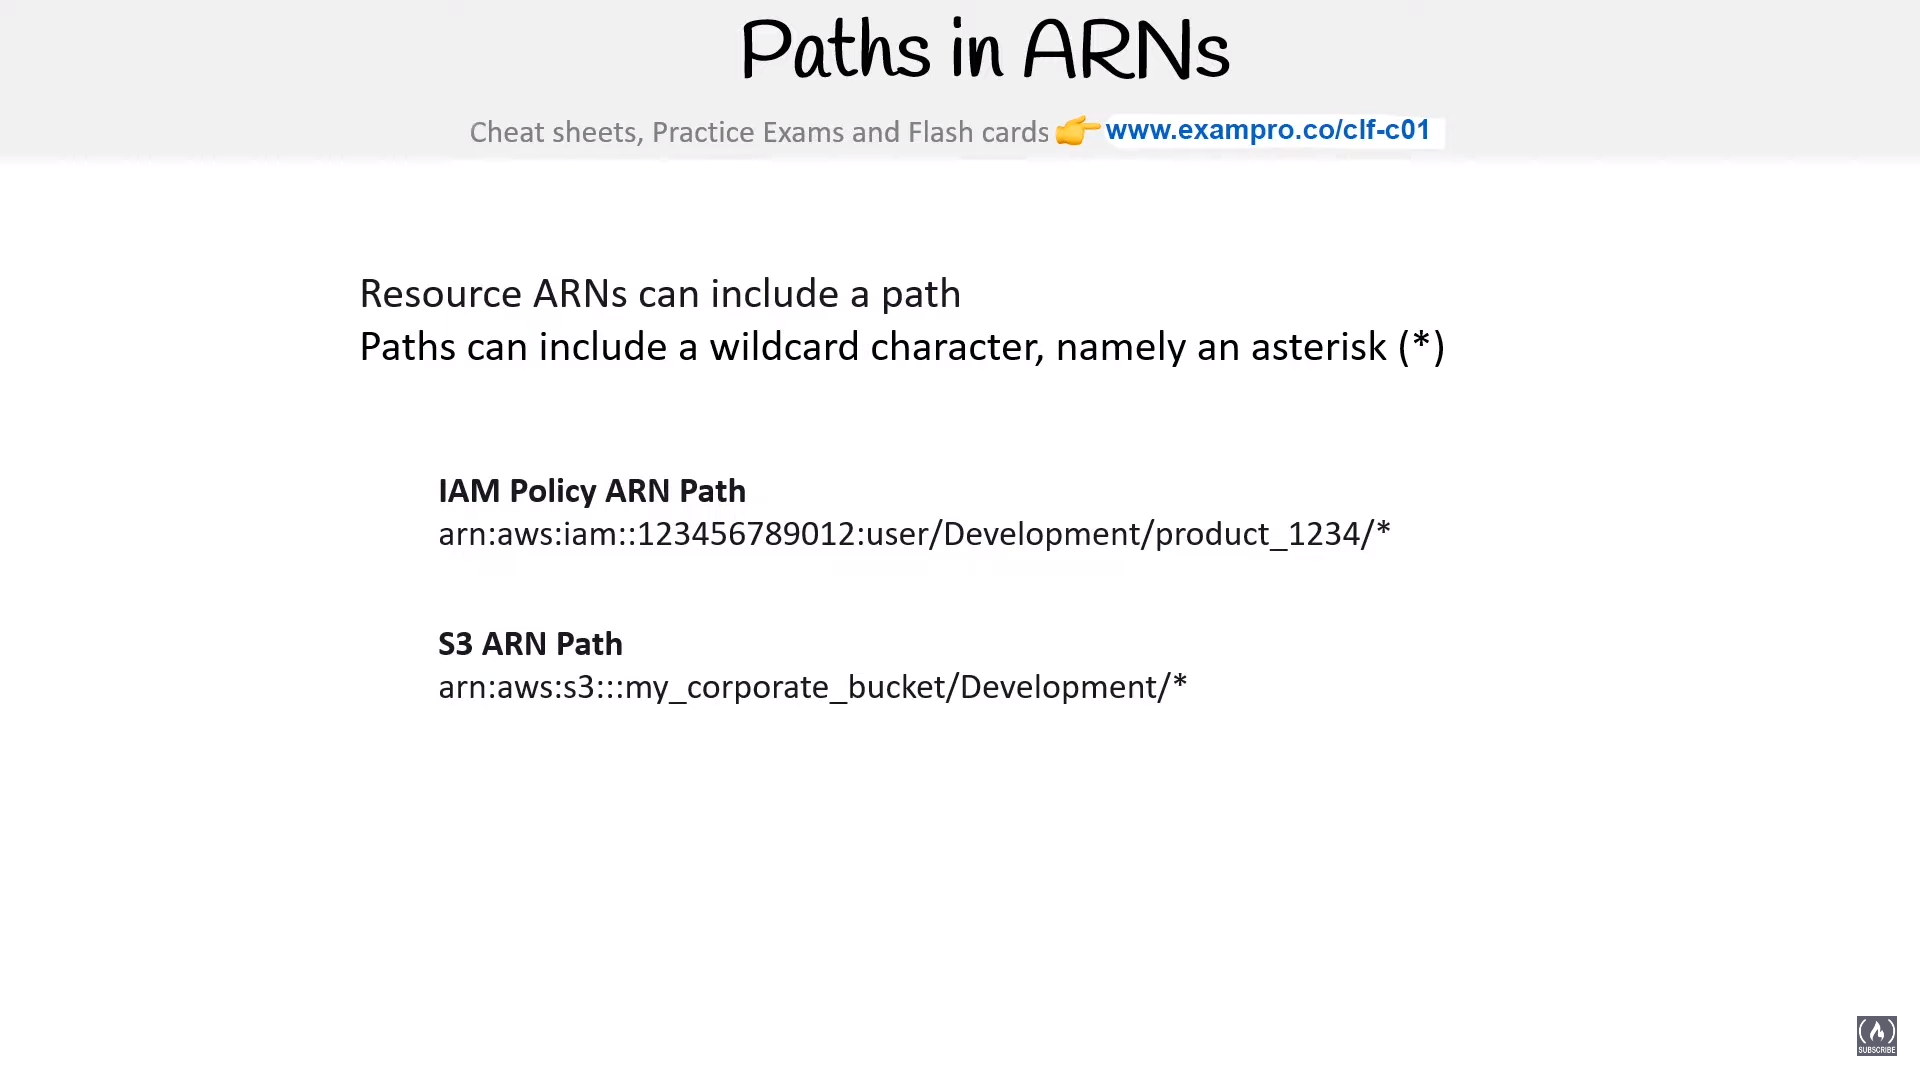 Paths in ARNs
Cheat sheets, Practice Exams and Flash cards 👉 www.exampro.co/clf-c01
Resource ARNs can include a path
Paths can include a wildcard character, namely an asterisk (*)
IAM Policy ARN Path
arn:aws:iam::123456789012:user/Development/product_1234/*
S3 ARN Path
arn:aws:s3:::my_corporate_bucket/Development/*
SUBSCRIBE